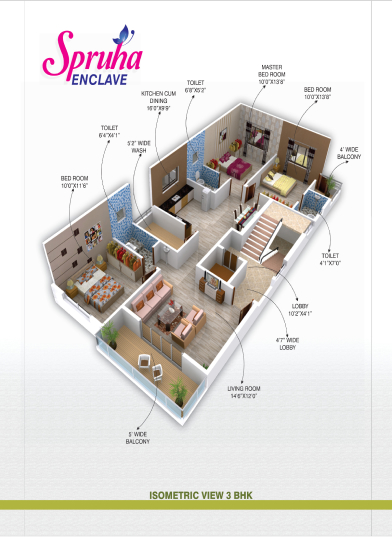 Spruha
ENCLAVE
MASTER
BED ROOM
10'0"X13'8"
TOILET
6'8"X5'2"
BED ROOM
10'0"X13'8"
KITCHEN CUM
DINING
16'0"X9'9"
TOILET
6'4"X4'1"
5'2" WIDE
WASH
4' WIDE
BALCONY
BED ROOM
10'0"X11'6"
TOILET
4'1"X7'0"
LOBBY
10'2"X4'1"
4'7" WIDE
LOBBY
LIVING ROOM
14'6"X12'0"
5' WIDE
BALCONY
ISOMETRIC VIEW 3 BHK